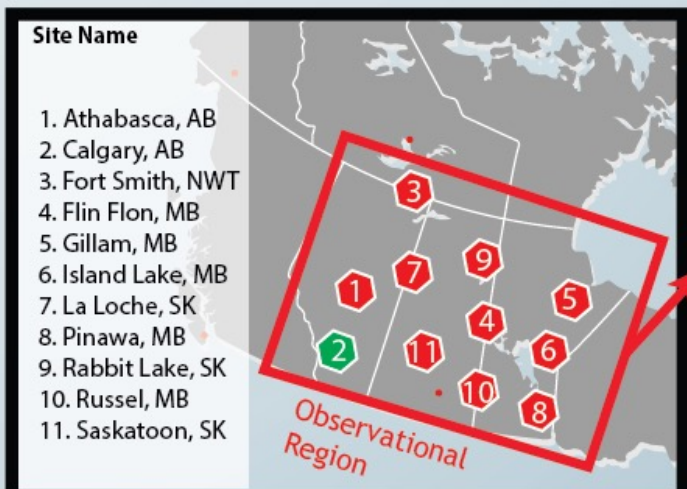 Site Name
1. Athabasca, AB
2. Calgary, AB
3. Fort Smith, NWT
4. Flin Flon, MB
5. Gillam, MB
6. Island Lake, MB
7. La Loche, SK
8. Pinawa, MB
9. Rabbit Lake, SK
10. Russel, MB
11. Saskatoon, SK
3
7
9
1
5
4
2
11
6
10
8
Observational
Region